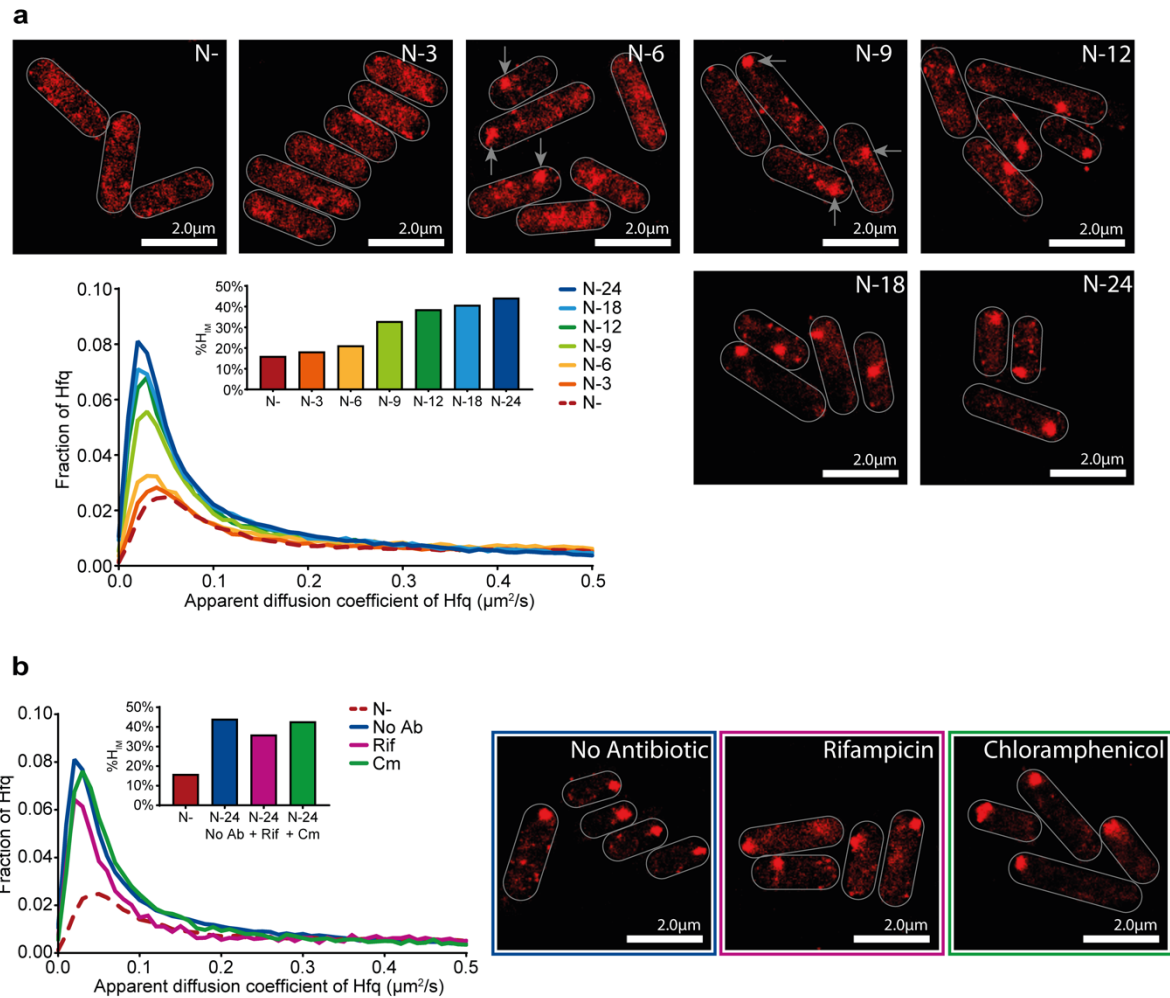 a
N-
N-3
N-6
N-9
N-12
2.0μm
2.0μm
2.0μm
2.0μm
2.0μm
N-18
N-24
2.0μm
2.0μm
0.10
0.08
0.06
0.04
0.02
0.00
Fraction of Hfq
0.0 0.1 0.2 0.3 0.4 0.5
Apparent diffusion coefficient of Hfq (μm²/s)
50%
40%
30%
20%
10%
0%
%H_IM
N- N-3 N-6 N-9 N-12 N-18 N-24
N-24
N-18
N-12
N-9
N-6
N-3
N-
b
0.10
0.08
0.06
0.04
0.02
0.00
Fraction of Hfq
0.0 0.1 0.2 0.3 0.4 0.5
Apparent diffusion coefficient of Hfq (μm²/s)
50%
40%
30%
20%
10%
0%
%H_IM
N- N-24 N-24 N-24
No Ab + Rif + Cm
N-
No Ab
Rif
Cm
No Antibiotic
Rifampicin
Chloramphenicol
2.0μm
2.0μm
2.0μm